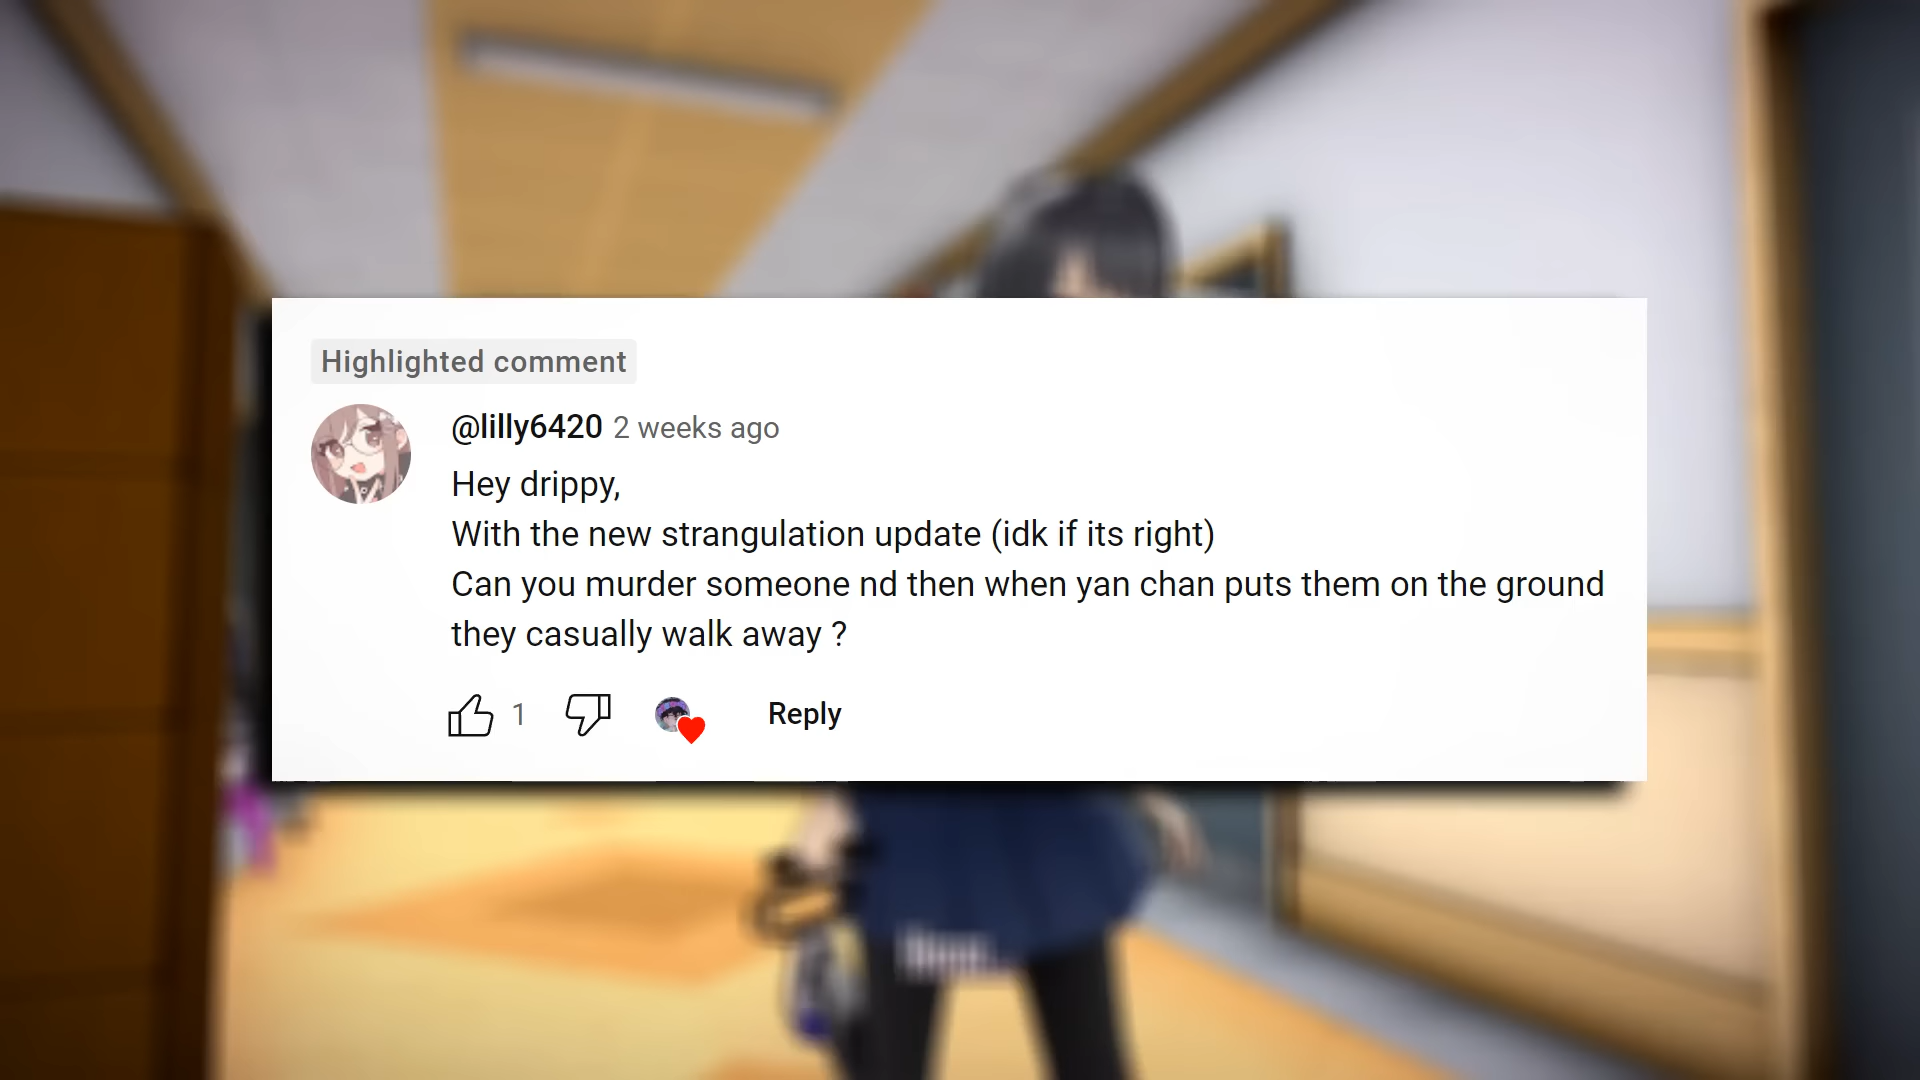 Highlighted comment
@lilly6420 2 weeks ago
Hey drippy,
With the new strangulation update (idk if its right)
Can you murder someone nd then when yan chan puts them on the ground
they casually walk away ?
1
Reply